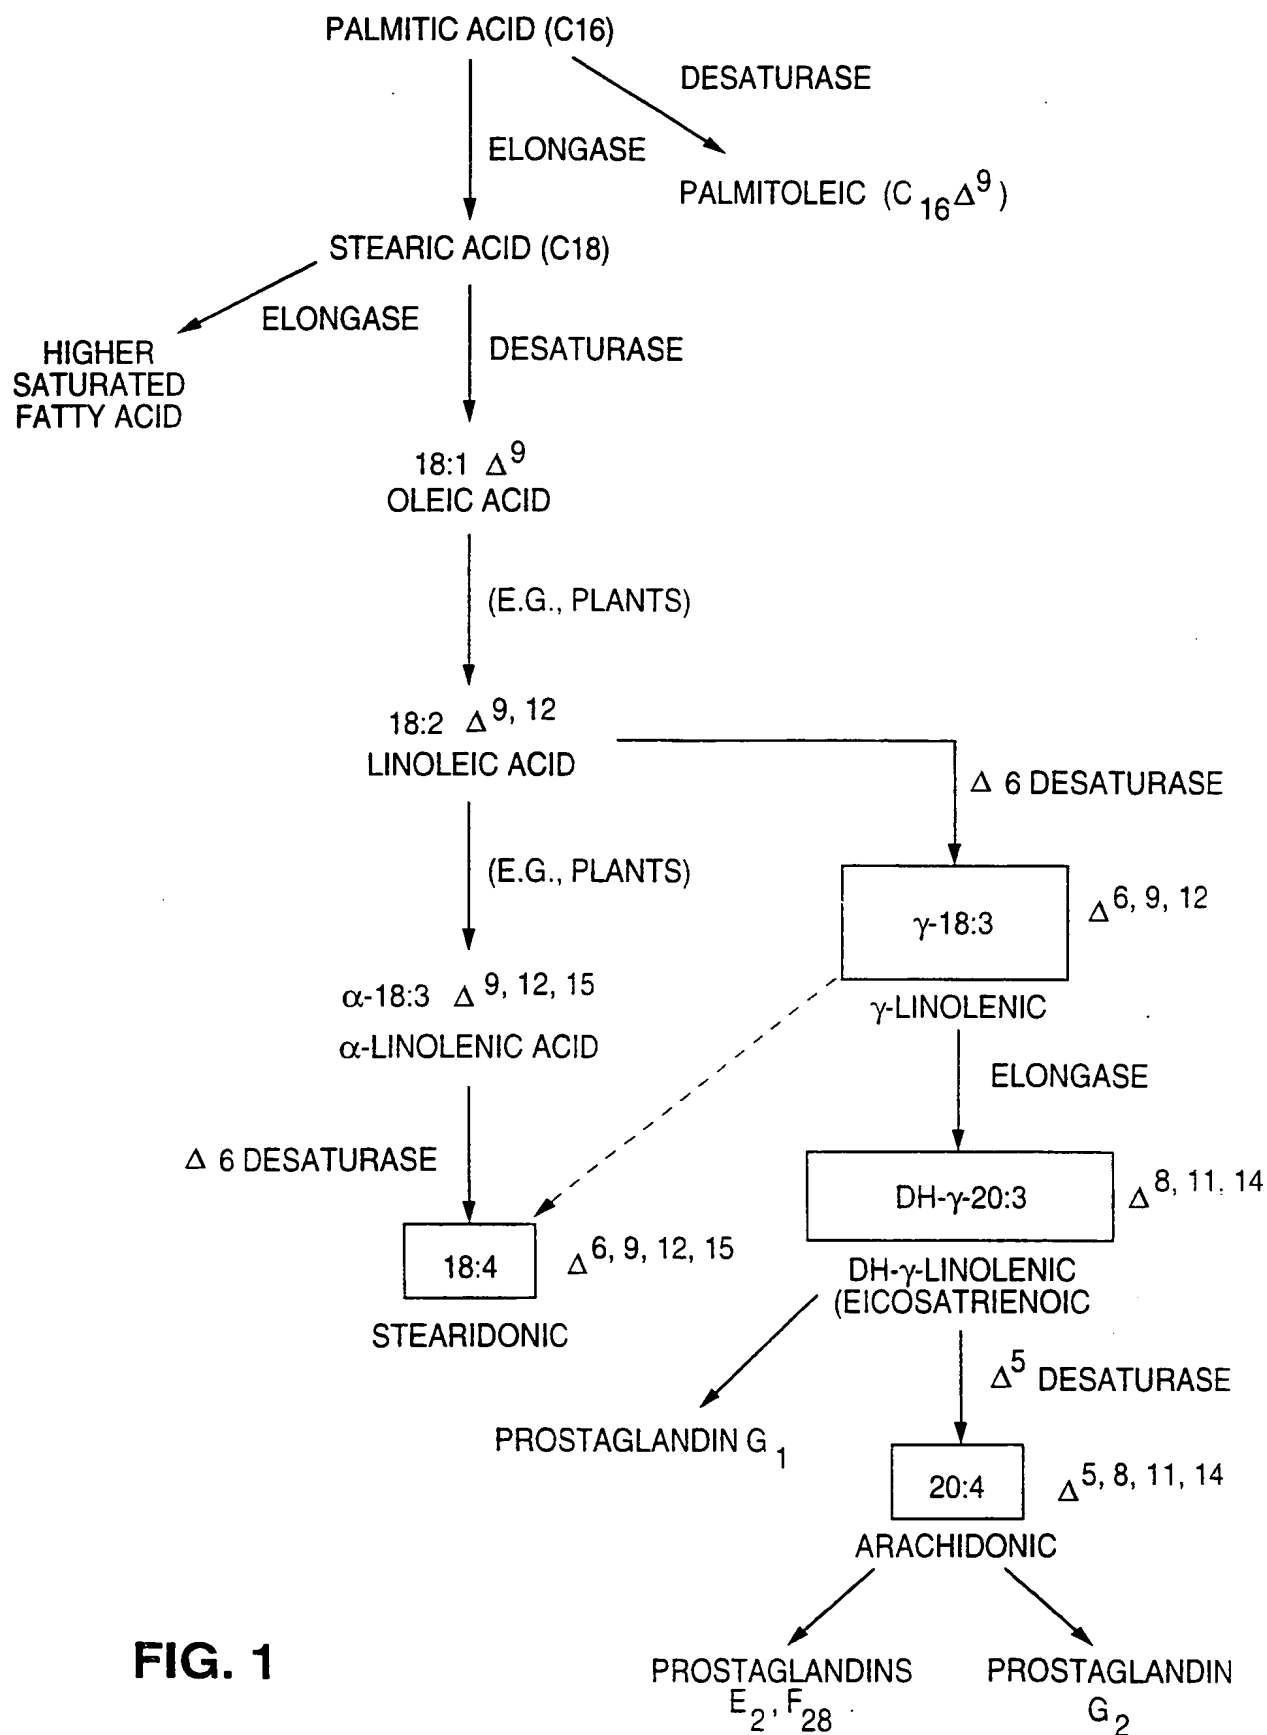 PALMITIC ACID (C16)
DESATURASE
ELONGASE
PALMITOLEIC (C₁₆Δ⁹)
STEARIC ACID (C18)
ELONGASE
DESATURASE
HIGHER
SATURATED
FATTY ACID
18:1 Δ⁹
OLEIC ACID
(E.G., PLANTS)
18:2 Δ⁹, ¹²
LINOLEIC ACID
Δ 6 DESATURASE
(E.G., PLANTS)
γ-18:3 Δ⁶, ⁹, ¹²
γ-LINOLENIC
α-18:3 Δ⁹, ¹², ¹⁵
α-LINOLENIC ACID
ELONGASE
Δ 6 DESATURASE
DH-γ-20:3 Δ⁸, ¹¹, ¹⁴
18:4 Δ⁶, ⁹, ¹², ¹⁵
STEARIDONIC
DH-γ-LINOLENIC
(EICOSATRIENOIC
Δ⁵ DESATURASE
PROSTAGLANDIN G₁
20:4 Δ⁵, ⁸, ¹¹, ¹⁴
ARACHIDONIC
PROSTAGLANDINS
E₂, F₂₈
PROSTAGLANDIN
G₂
FIG. 1